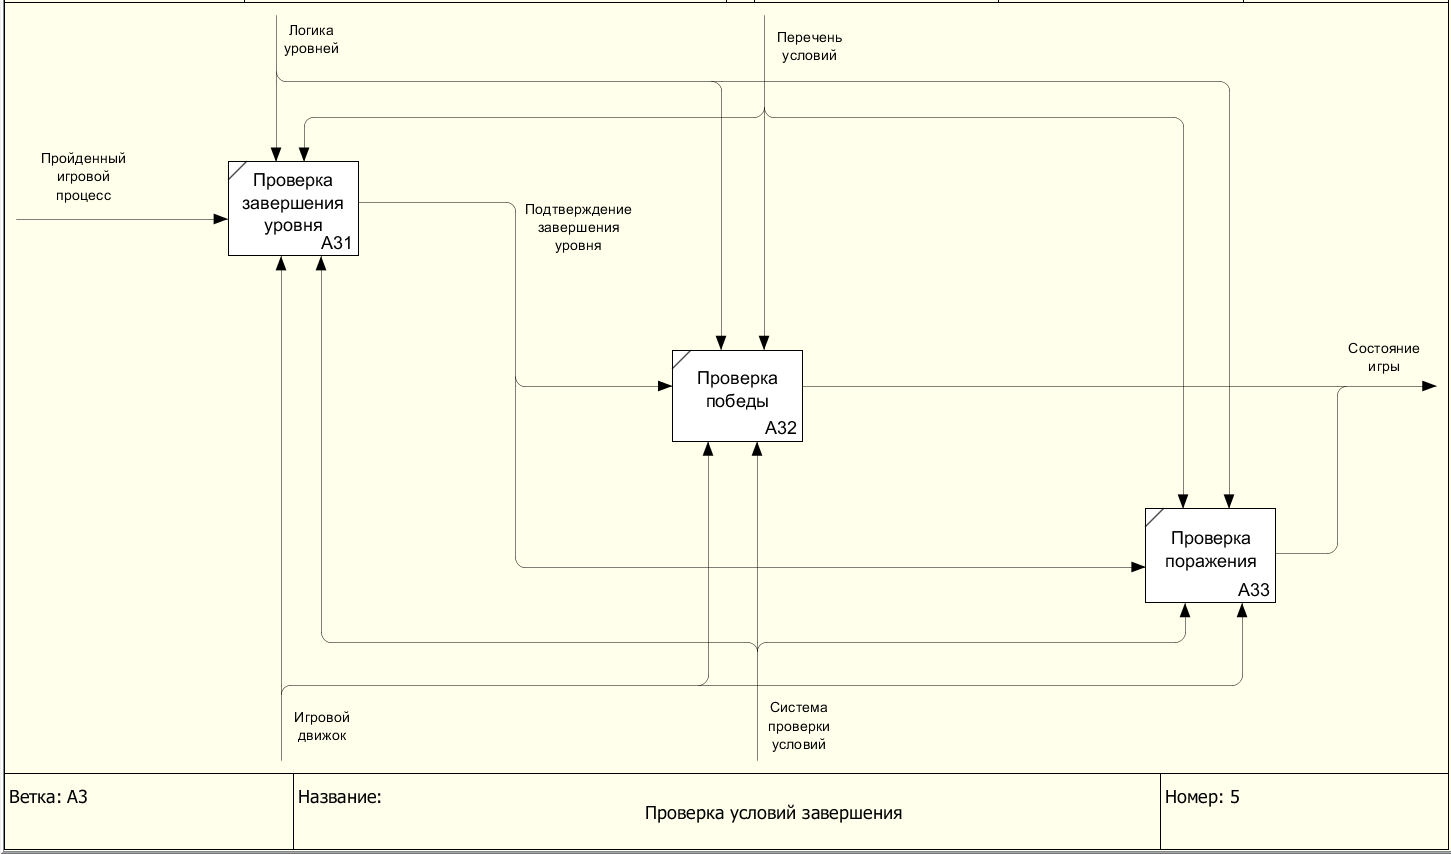 Логика
уровней
Перечень
условий
Пройденный
игровой
процесс
Проверка
завершения
уровня
A31
Подтверждение
завершения
уровня
Проверка
победы
A32
Состояние
игры
Проверка
поражения
A33
Игровой
движок
Система
проверки
условий
Ветка: A3
Название:
Проверка условий завершения
Номер: 5